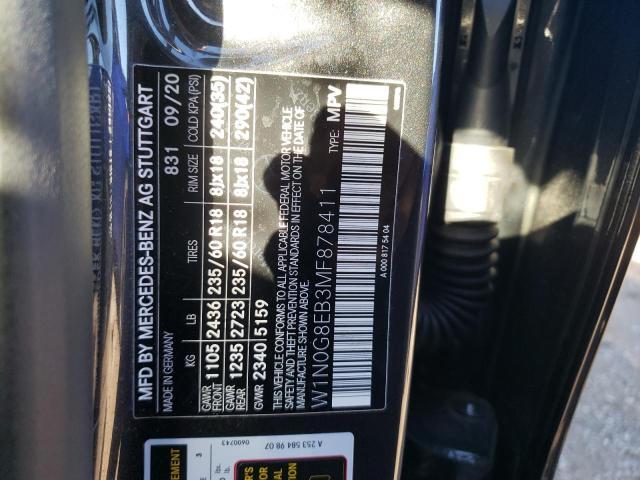 MFD BY MERCEDES-BENZ AG STUTTGART
MADE IN GERMANY 831 09/20
KG LB TIRES RIM SIZE COLD KPA (PSI)
GAWR FRONT 1105 2436 235/60 R18 8Jx18 240(35)
GAWR REAR 1235 2723 235/60 R18 8Jx18 290(42)
GVWR 2340 5159
THIS VEHICLE CONFORMS TO ALL APPLICABLE FEDERAL MOTOR VEHICLE
SAFETY AND THEFT PREVENTION STANDARDS IN EFFECT ON THE DATE OF
MANUFACTURE SHOWN ABOVE.
TYPE: MPV
W1N0G8EB3MF878411
A 000 817 54 04
A 253 584 98 07
0600743